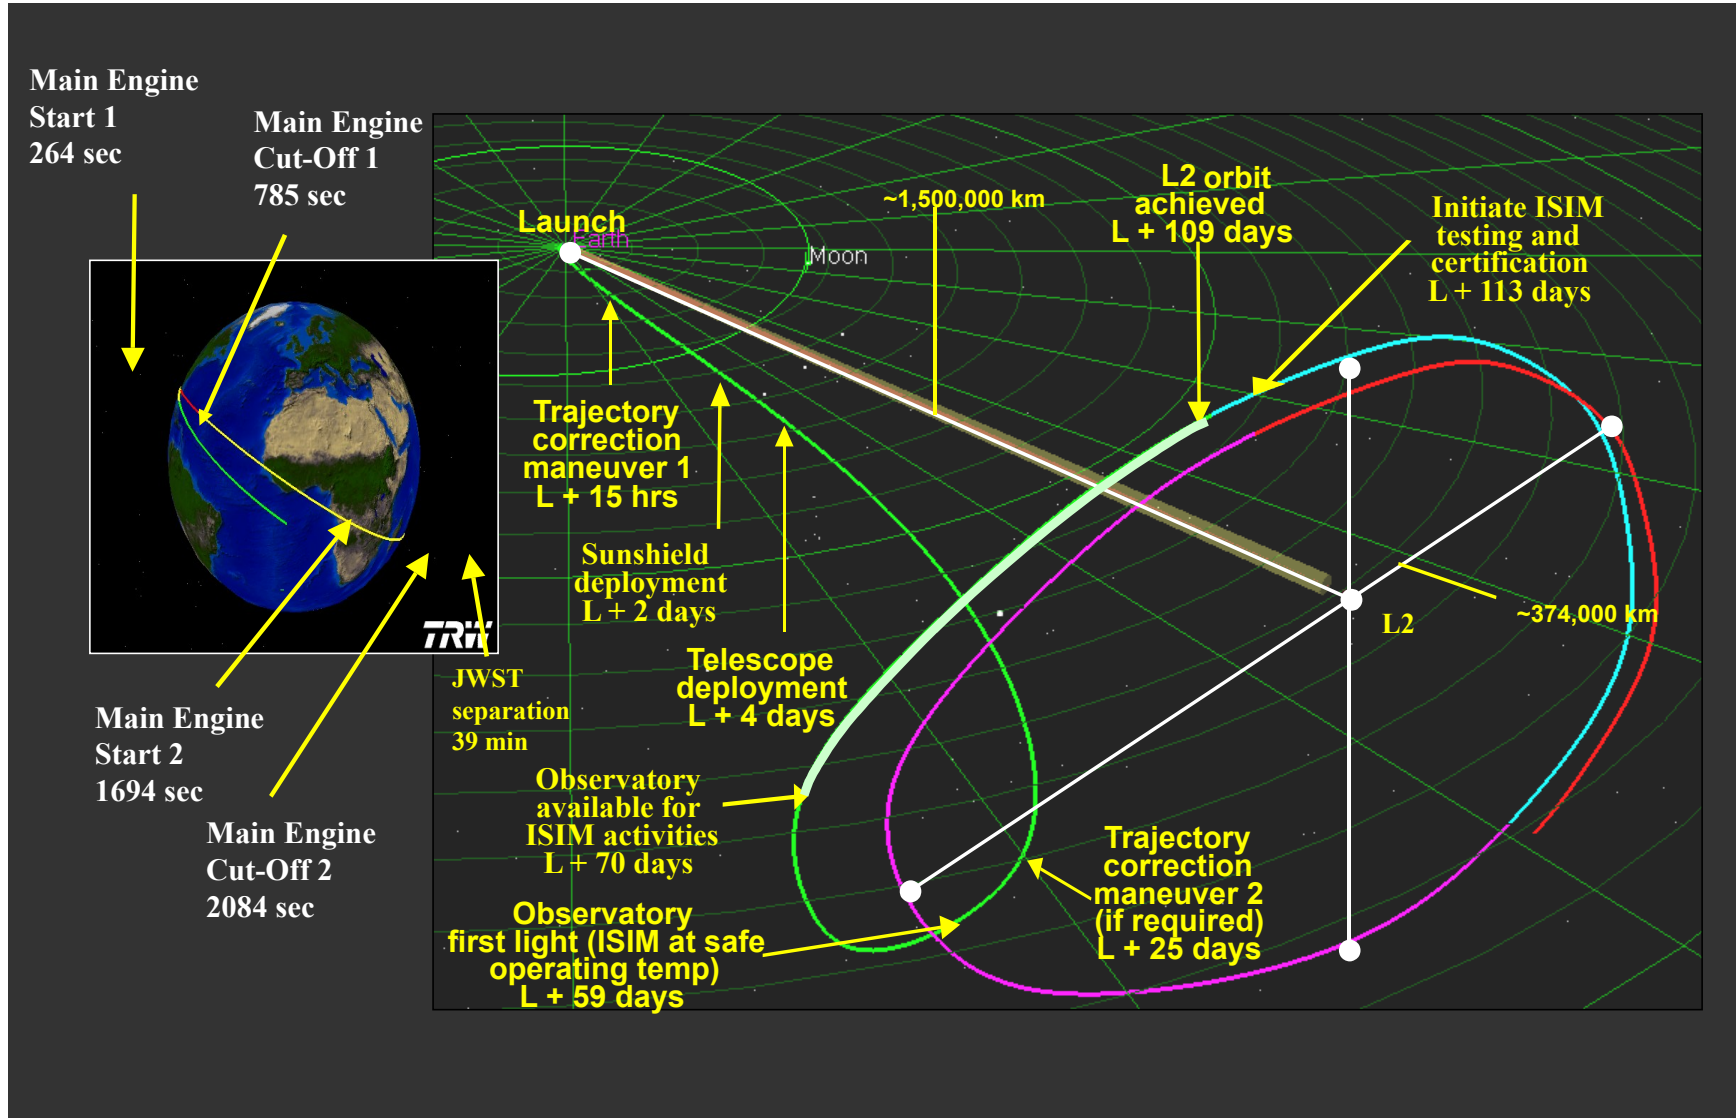 Main Engine
Start 1
264 sec
Main Engine
Cut-Off 1
785 sec
Launch
Earth
Moon
~1,500,000 km
L2 orbit
achieved
L + 109 days
Initiate ISIM
testing and
certification
L + 113 days
Trajectory
correction
maneuver 1
L + 15 hrs
Sunshield
deployment
L + 2 days
Telescope
deployment
L + 4 days
TRW
JWST
separation
39 min
L2
~374,000 km
Main Engine
Start 2
1694 sec
Main Engine
Cut-Off 2
2084 sec
Observatory
available for
ISIM activities
L + 70 days
Trajectory
correction
maneuver 2
(if required)
L + 25 days
Observatory
first light (ISIM at safe
operating temp)
L + 59 days